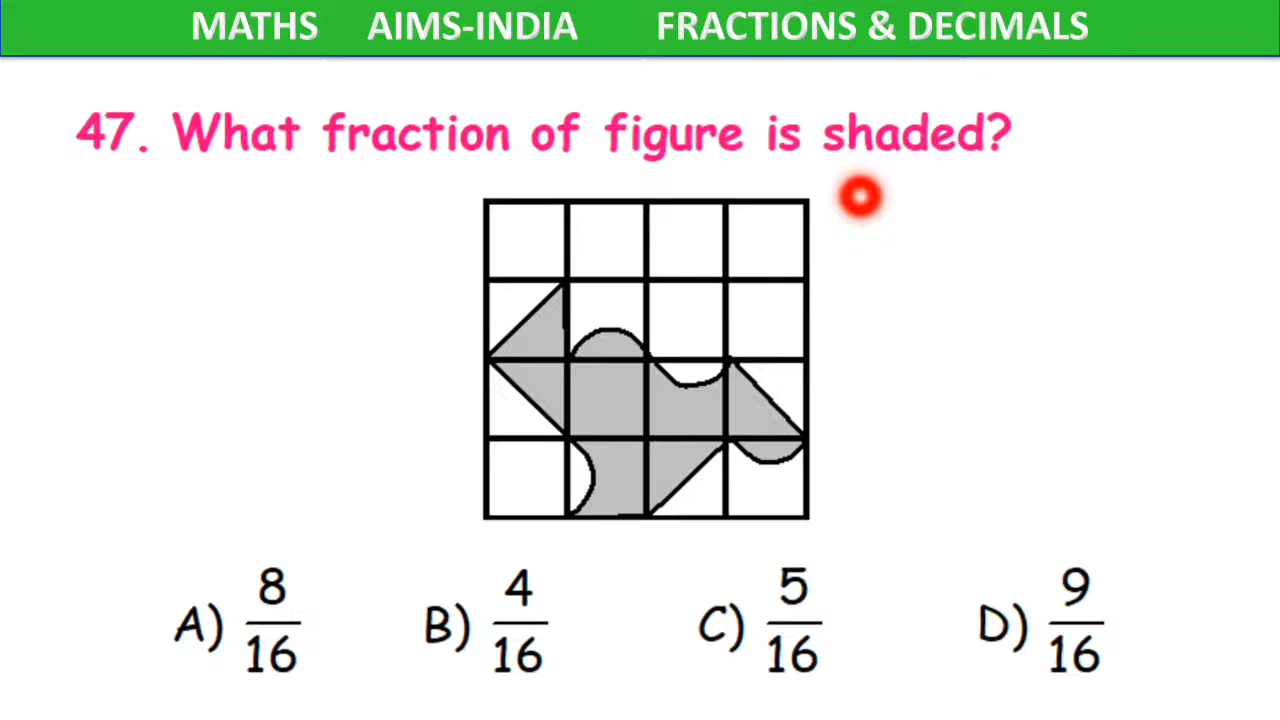 MATHS AIMS-INDIA FRACTIONS & DECIMALS
47. What fraction of figure is shaded?
A) 8/16 B) 4/16 C) 5/16 D) 9/16